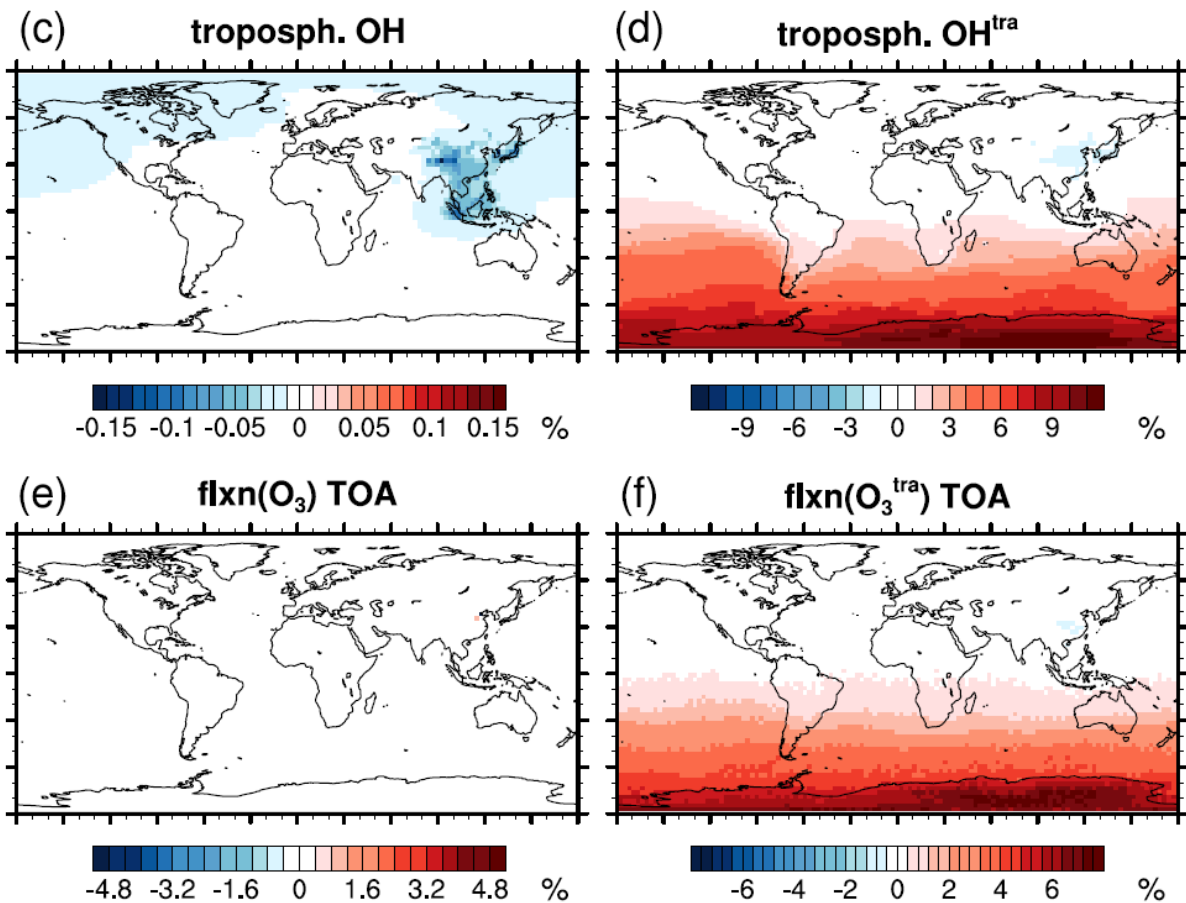 (c) troposph. OH
(d) troposph. OH^tra
-0.15 -0.1 -0.05 0 0.05 0.1 0.15 %
-9 -6 -3 0 3 6 9 %
(e) flxn(O₃) TOA
(f) flxn(O₃^tra) TOA
-4.8 -3.2 -1.6 0 1.6 3.2 4.8 %
-6 -4 -2 0 2 4 6 %